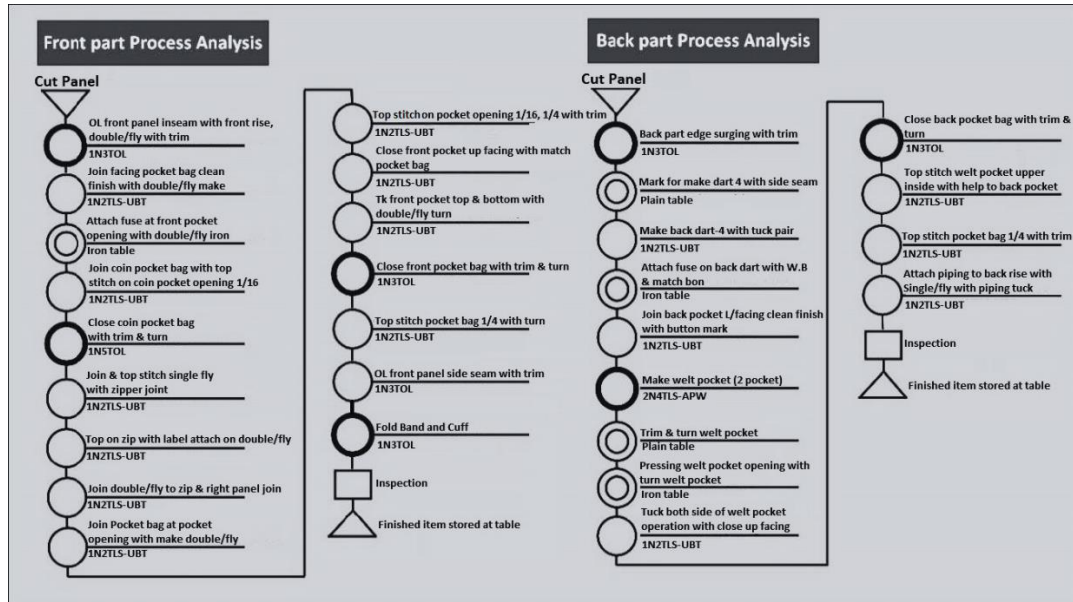 Front part Process Analysis
Cut Panel
OL front panel inseam with front rise,
double/fly with trim
1N3TOL
Join facing pocket bag clean
finish with double/fly make
1N2TLS-UBT
Attach fuse at front pocket
opening with double/fly iron
Iron table
Join coin pocket bag with top
stitch on coin pocket opening 1/16
1N2TLS-UBT
Close coin pocket bag
with trim & turn
1N5TOL
Join & top stitch single fly
with zipper joint
1N2TLS-UBT
Top on zip with label attach on double/fly
1N2TLS-UBT
Join double/fly to zip & right panel join
1N2TLS-UBT
Join Pocket bag at pocket
opening with make double/fly
1N2TLS-UBT
Top stitch on pocket opening 1/16, 1/4 with trim
1N2TLS-UBT
Close front pocket up facing with match
pocket bag
1N2TLS-UBT
Tk front pocket top & bottom with
double/fly turn
1N2TLS-UBT
Close front pocket bag with trim & turn
1N3TOL
Top stitch pocket bag 1/4 with turn
1N2TLS-UBT
OL front panel side seam with trim
1N3TOL
Fold Band and Cuff
1N3TOL
Inspection
Finished item stored at table
Back part Process Analysis
Cut Panel
Back part edge surging with trim
1N3TOL
Mark for make dart 4 with side seam
Plain table
Make back dart-4 with tuck pair
1N2TLS-UBT
Attach fuse on back dart with W.B
& match bon
Iron table
Join back pocket L/facing clean finish
with button mark
1N2TLS-UBT
Make welt pocket (2 pocket)
2N4TLS-APW
Trim & turn welt pocket
Plain table
Pressing welt pocket opening with
turn welt pocket
Iron table
Tuck both side of welt pocket
operation with close up facing
1N2TLS-UBT
Close back pocket bag with trim &
turn
1N3TOL
Top stitch welt pocket upper
inside with help to back pocket
1N2TLS-UBT
Top stitch pocket bag 1/4 with trim
1N2TLS-UBT
Attach piping to back rise with
Single/fly with piping tuck
1N2TLS-UBT
Inspection
Finished item stored at table